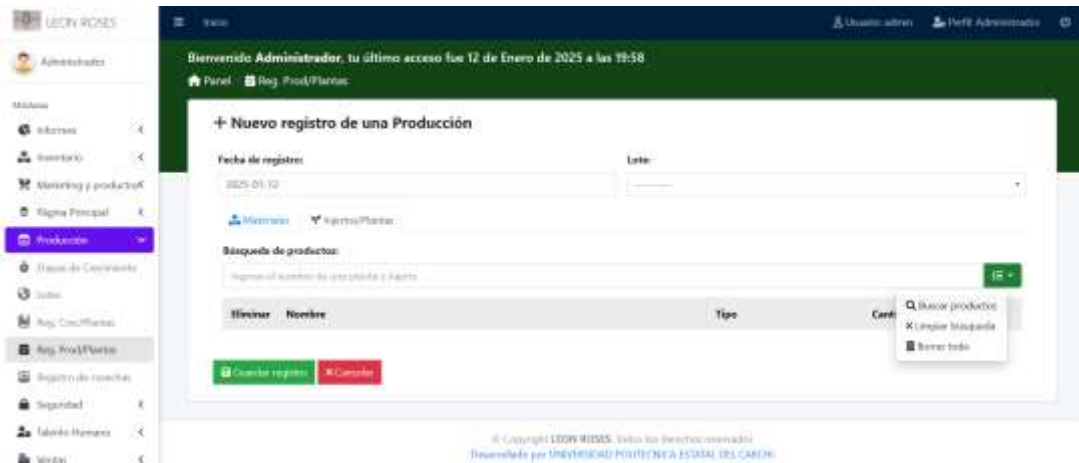 LEON ROSES
Inicio
Usuario: admin
Perfil: Administrador
Administrador
Bienvenido Administrador, tu último acceso fue 12 de Enero de 2025 a las 19:58
Panel
Reg. Prod/Plantas
Módulos
Informes
Inventario
Marketing y productos
Página Principal
Producción
Etapas de Crecimiento
Lotes
Reg. Prod/Plantas
Registro de cosechas
Seguridad
Talento Humano
Ventas
+ Nuevo registro de una Producción
Fecha de registro:
Lote:
2025-01-12
---------
Materiales
Injertos/Plantas
Búsqueda de productos:
Ingrese el nombre de una planta o injerto
Eliminar
Nombre
Tipo
Cant
Buscar productos
Limpiar búsqueda
Borrar todo
Guardar registro
Cancelar
© Copyright LEON ROSES. Todos los derechos reservados
Desarrollado por UNIVERSIDAD POLITECNICA ESTATAL DEL CARCHI